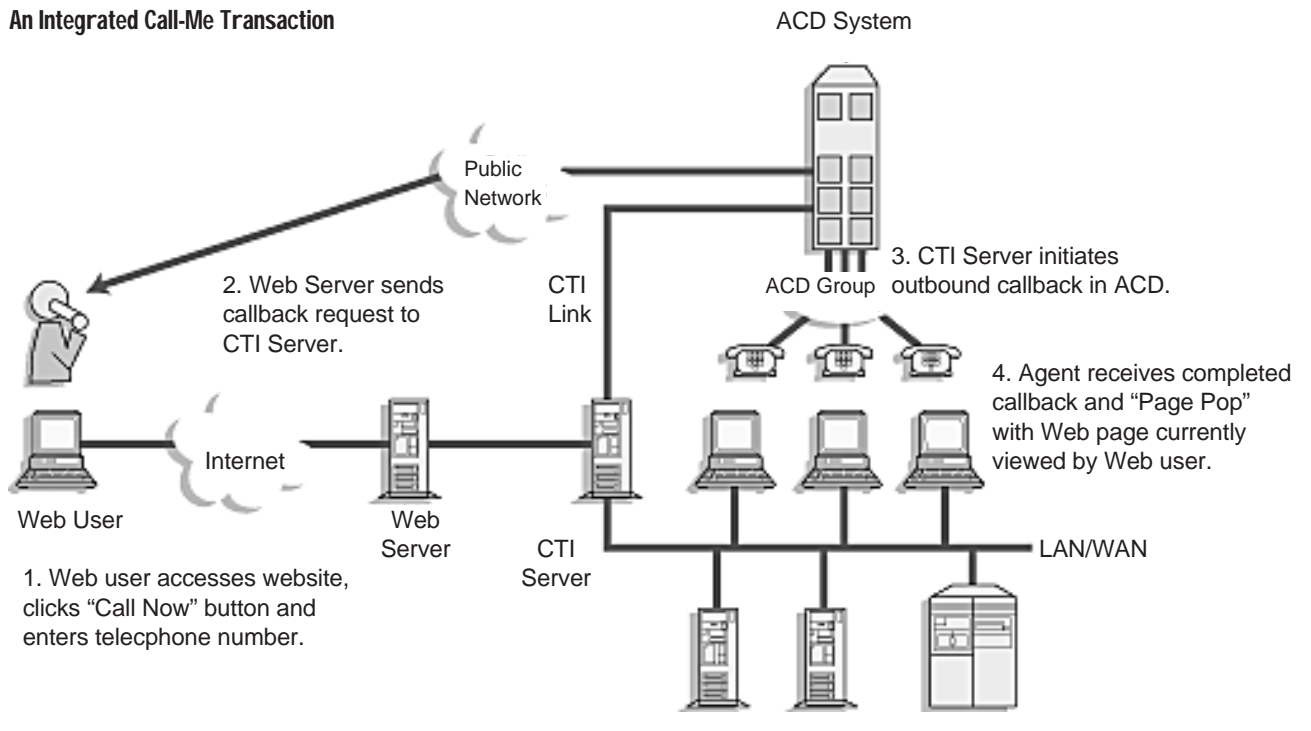 An Integrated Call-Me Transaction
ACD System
Public
Network
2. Web Server sends
callback request to
CTI Server.
CTI
Link
3. CTI Server initiates
outbound callback in ACD.
ACD Group
4. Agent receives completed
callback and “Page Pop”
with Web page currently
viewed by Web user.
Internet
Web User
Web
Server
CTI
Server
LAN/WAN
1. Web user accesses website,
clicks “Call Now” button and
enters telecphone number.